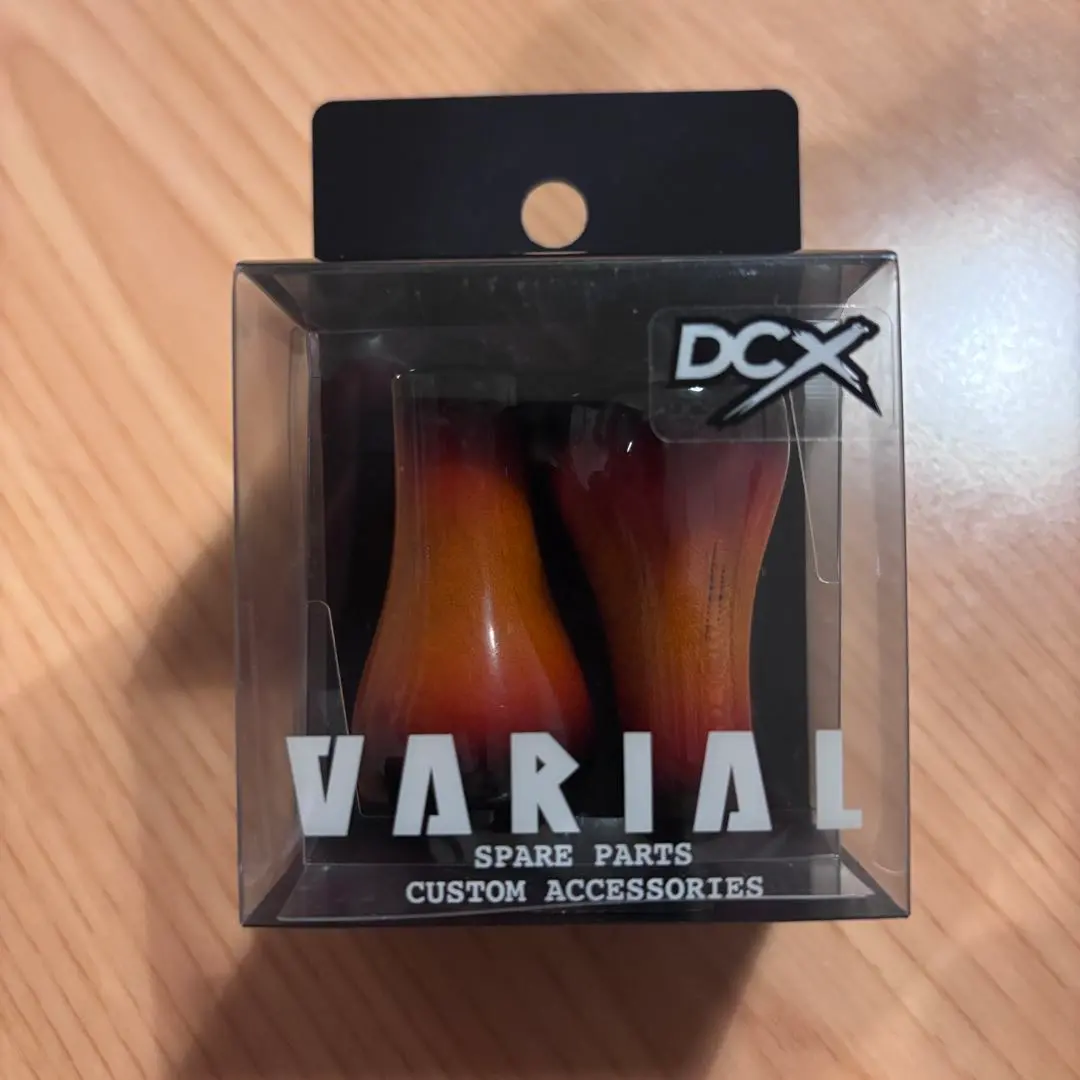 DCX
VARIAL
SPARE PARTS
CUSTOM ACCESSORIES